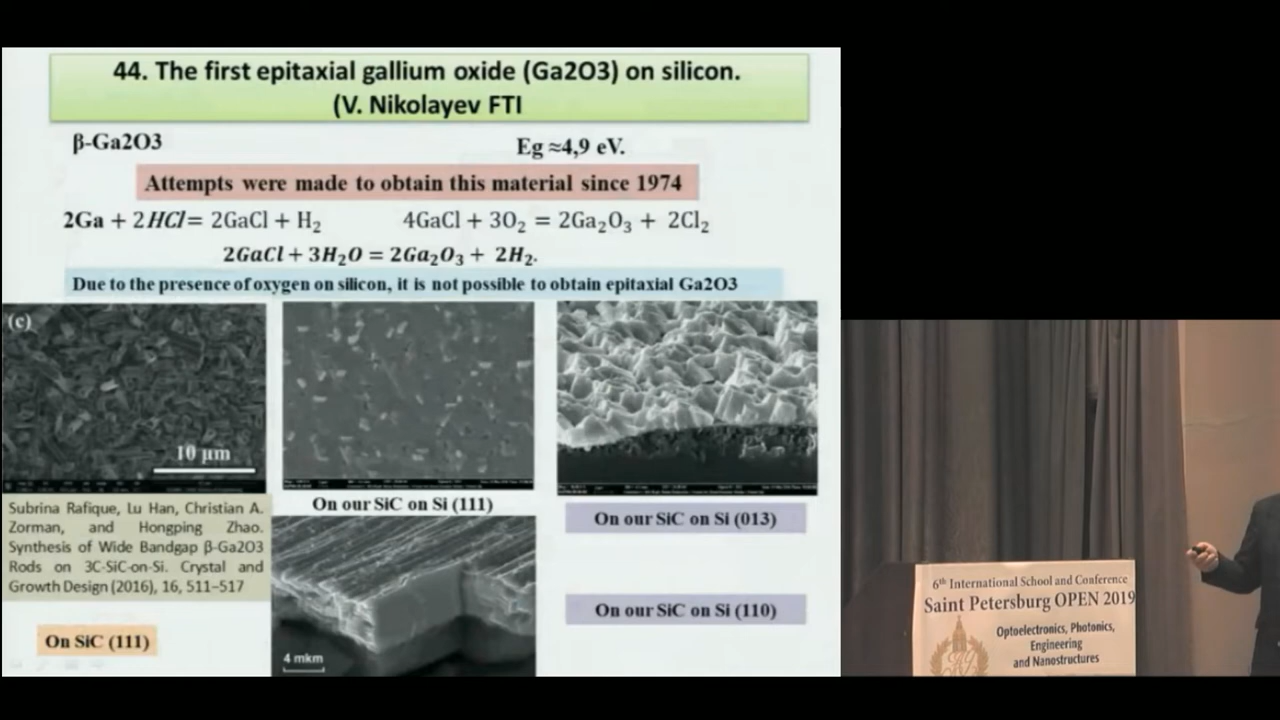 44. The first epitaxial gallium oxide (Ga2O3) on silicon.
(V. Nikolayev FTI
β-Ga2O3
Eg ≈4,9 eV.
Attempts were made to obtain this material since 1974
2Ga + 2HCl = 2GaCl + H₂
4GaCl + 3O₂ = 2Ga₂O₃ + 2Cl₂
2GaCl + 3H₂O = 2Ga₂O₃ + 2H₂.
Due to the presence of oxygen on silicon, it is not possible to obtain epitaxial Ga2O3
(c)
10 μm
Subrina Rafique, Lu Han, Christian A.
Zorman, and Hongping Zhao.
Synthesis of Wide Bandgap β-Ga2O3
Rods on 3C-SiC-on-Si. Crystal and
Growth Design (2016), 16, 511–517
On SiC (111)
On our SiC on Si (111)
4 mkm
On our SiC on Si (013)
On our SiC on Si (110)
6th International School and Conference
Saint Petersburg OPEN 2019
Optoelectronics, Photonics,
Engineering
and Nanostructures